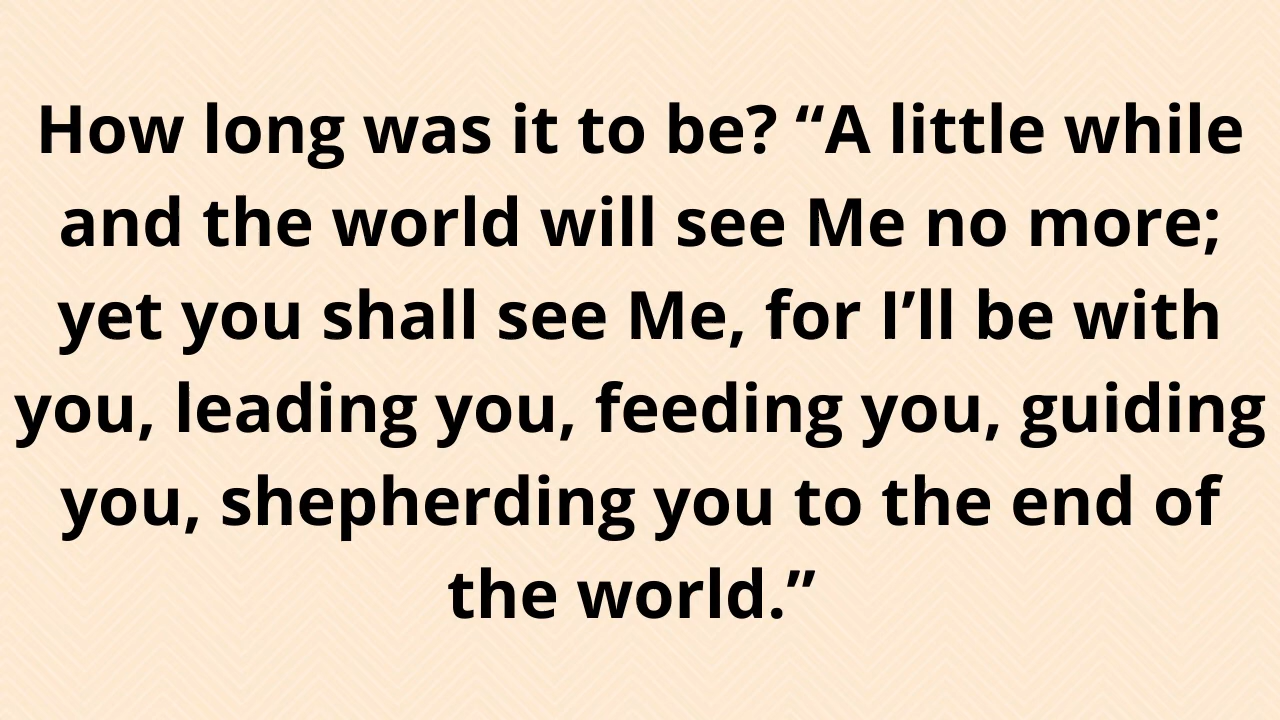 How long was it to be? “A little while
and the world will see Me no more;
yet you shall see Me, for I’ll be with
you, leading you, feeding you, guiding
you, shepherding you to the end of
the world.”